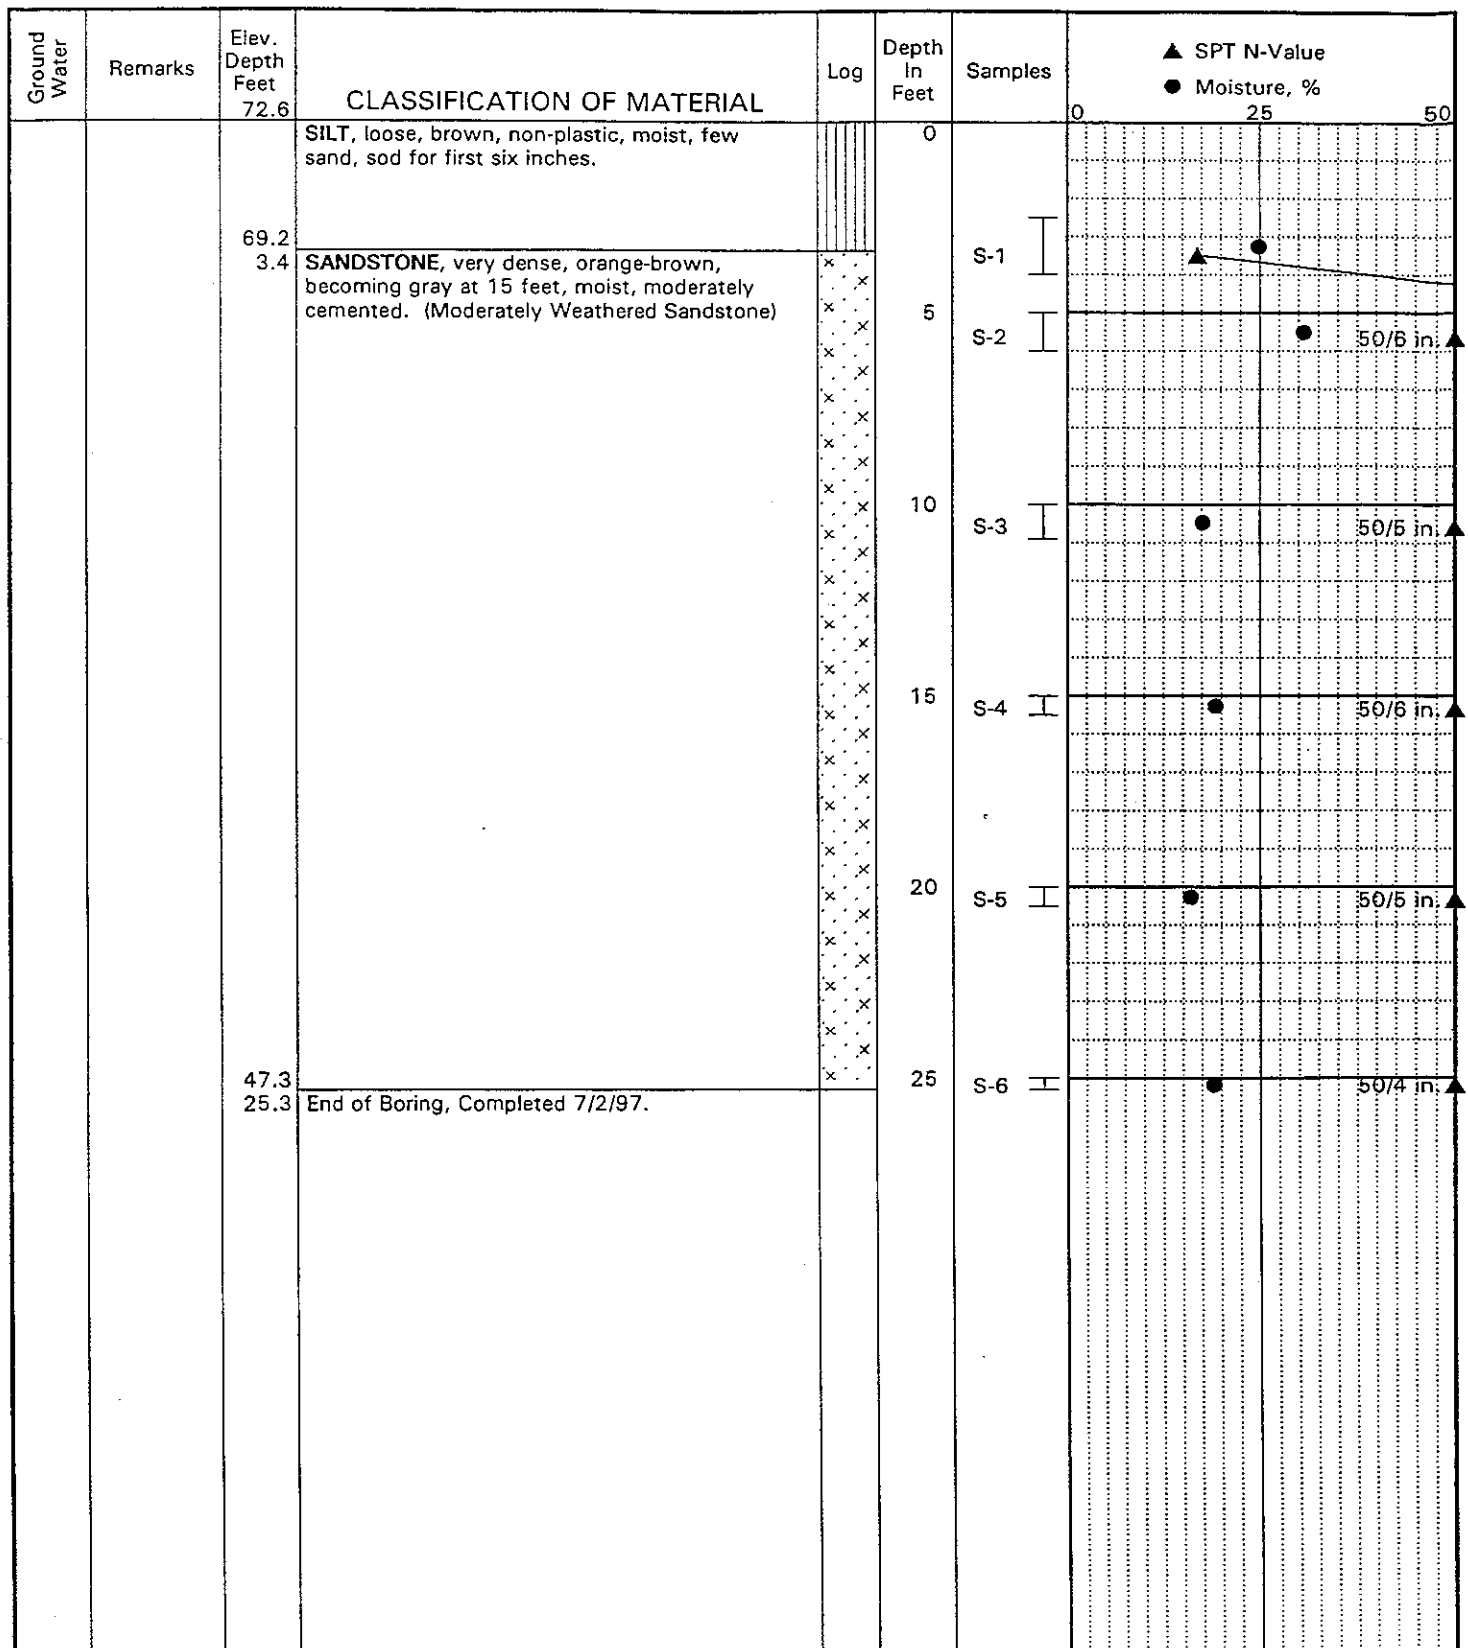 Ground
Water
Remarks
Elev.
Depth
Feet
72.6
CLASSIFICATION OF MATERIAL
Log
Depth
In
Feet
Samples
▲ SPT N-Value
● Moisture, %
0 25 50
SILT, loose, brown, non-plastic, moist, few
sand, sod for first six inches.
0
69.2
3.4
SANDSTONE, very dense, orange-brown,
becoming gray at 15 feet, moist, moderately
cemented. (Moderately Weathered Sandstone)
S-1
5
S-2
50/6 in.
10
S-3
50/5 in.
15
S-4
50/6 in.
20
S-5
50/5 in.
47.3
25
S-6
50/4 in.
25.3
End of Boring, Completed 7/2/97.